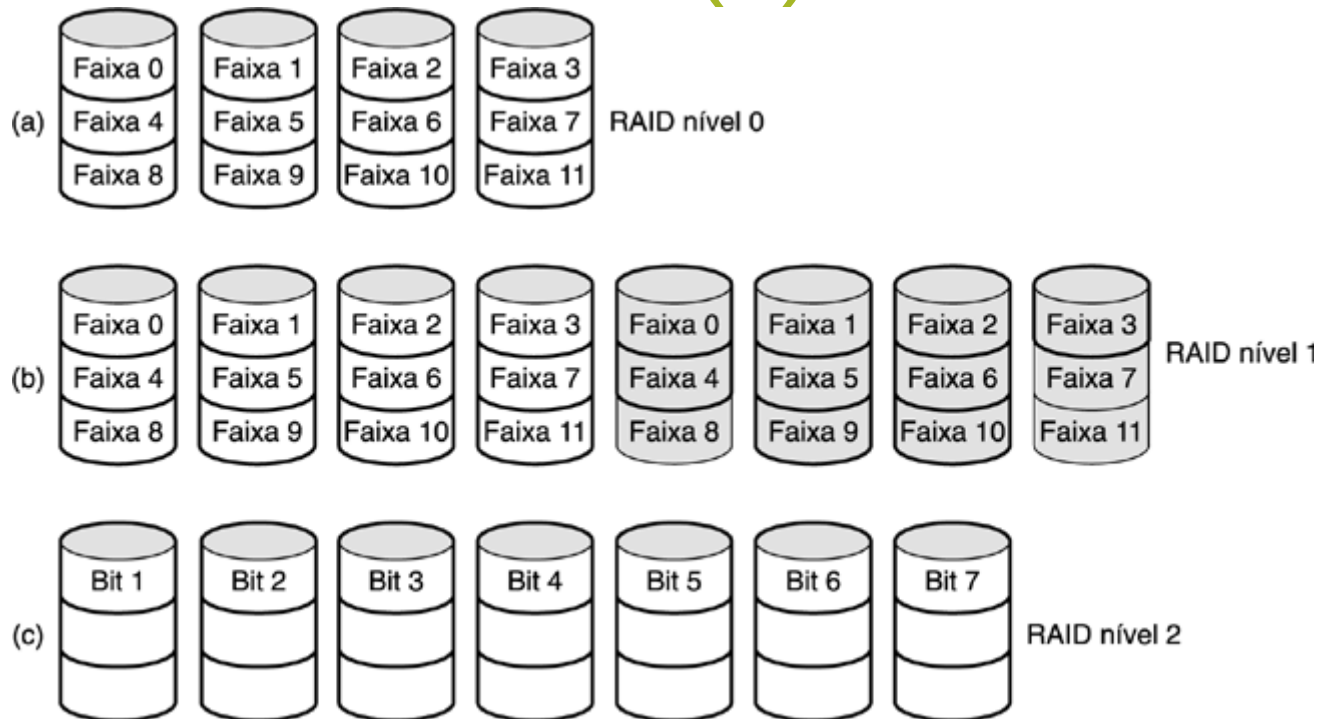 Faixa 0 Faixa 1 Faixa 2 Faixa 3
(a) Faixa 4 Faixa 5 Faixa 6 Faixa 7 RAID nível 0
Faixa 8 Faixa 9 Faixa 10 Faixa 11
Faixa 0 Faixa 1 Faixa 2 Faixa 3 Faixa 0 Faixa 1 Faixa 2 Faixa 3
RAID nível 1
(b) Faixa 4 Faixa 5 Faixa 6 Faixa 7 Faixa 4 Faixa 5 Faixa 6 Faixa 7
Faixa 8 Faixa 9 Faixa 10 Faixa 11 Faixa 8 Faixa 9 Faixa 10 Faixa 11
Bit 1 Bit 2 Bit 3 Bit 4 Bit 5 Bit 6 Bit 7
(c) RAID nível 2